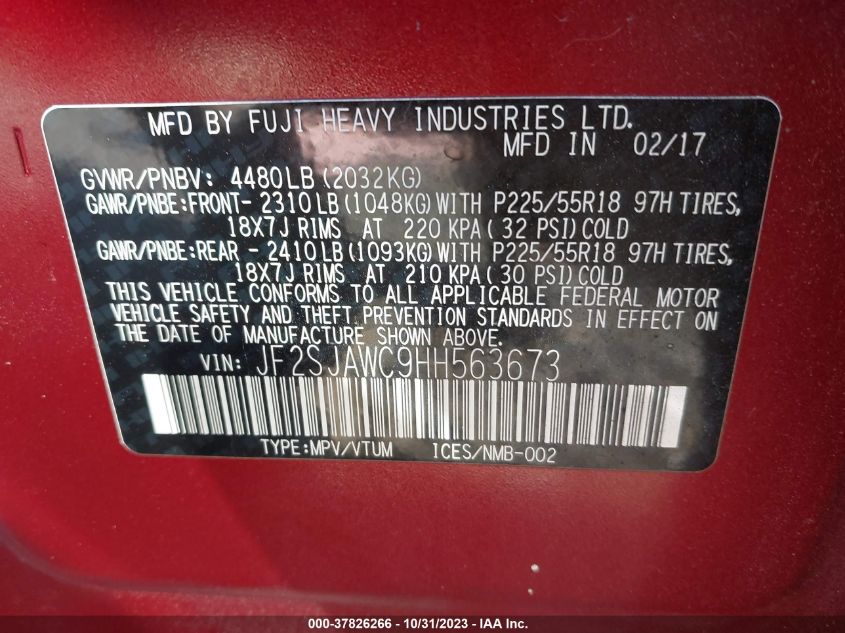 MFD BY FUJI HEAVY INDUSTRIES LTD.
MFD IN 02/17
GVWR/PNBV: 4480LB(2032KG)
GAWR/PNBE:FRONT- 2310LB(1048KG)WITH P225/55R18 97H TIRES,
18X7J RIMS AT 220 KPA( 32 PSI)COLD
GAWR/PNBE:REAR - 2410LB(1093KG)WITH P225/55R18 97H TIRES,
18X7J RIMS AT 210 KPA( 30 PSI)COLD
THIS VEHICLE CONFORMS TO ALL APPLICABLE FEDERAL MOTOR
VEHICLE SAFETY AND THEFT PREVENTION STANDARDS IN EFFECT ON
THE DATE OF MANUFACTURE SHOWN ABOVE.
VIN: JF2SJAWC9HH563673
TYPE:MPV/VTUM ICES/NMB-002
000-37826266 - 10/31/2023 - IAA, Inc.